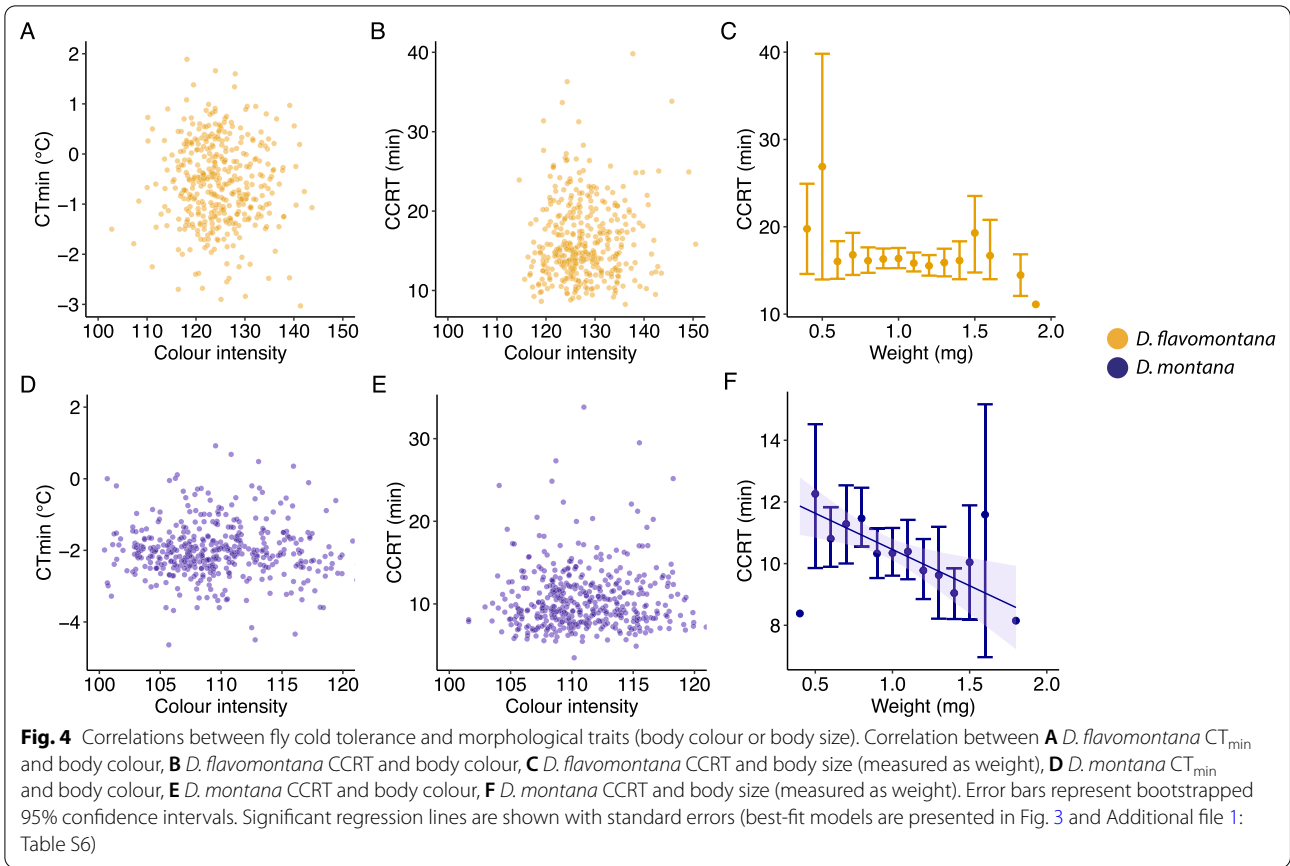 A
2
1
0
−1
−2
−3
CTmin (°C)
100 110 120 130 140 150
Colour intensity
B
40
30
20
10
CCRT (min)
100 110 120 130 140 150
Colour intensity
C
40
30
20
10
CCRT (min)
0.5 1.0 1.5 2.0
Weight (mg)
D. flavomontana
D. montana
D
2
0
−2
−4
CTmin (°C)
100 105 110 115 120
Colour intensity
E
30
20
10
CCRT (min)
100 105 110 115 120
Colour intensity
F
14
12
10
8
CCRT (min)
0.5 1.0 1.5 2.0
Weight (mg)
Fig. 4 Correlations between fly cold tolerance and morphological traits (body colour or body size). Correlation between A D. flavomontana CTmin
and body colour, B D. flavomontana CCRT and body colour, C D. flavomontana CCRT and body size (measured as weight), D D. montana CTmin
and body colour, E D. montana CCRT and body colour, F D. montana CCRT and body size (measured as weight). Error bars represent bootstrapped
95% confidence intervals. Significant regression lines are shown with standard errors (best-fit models are presented in Fig. 3 and Additional file 1:
Table S6)